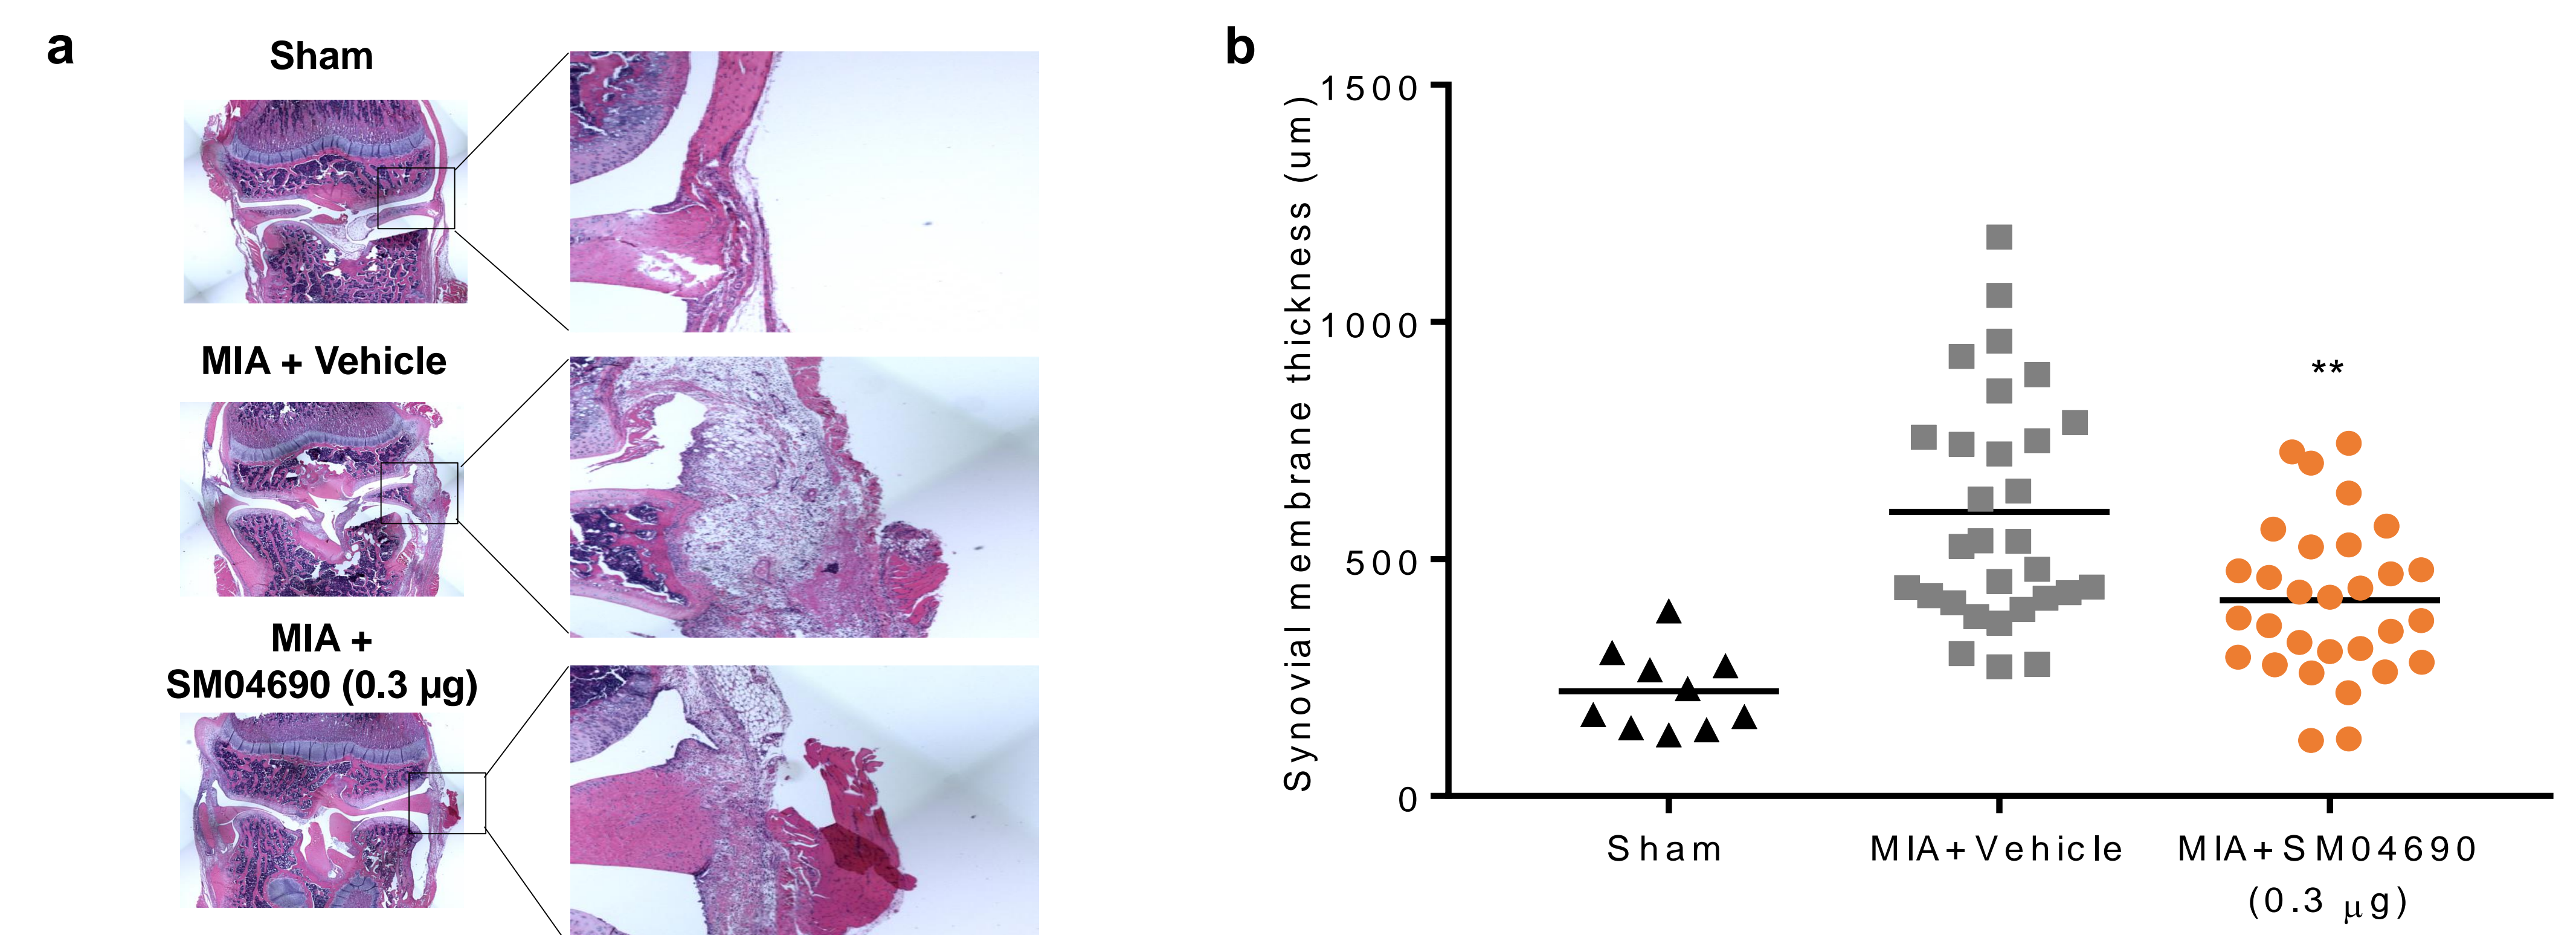 a
Sham
MIA + Vehicle
MIA +
SM04690 (0.3 µg)
b
Synovial membrane thickness (um)
1500
1000
500
0
**
Sham
MIA+Vehicle
MIA+SM04690
(0.3 µg)